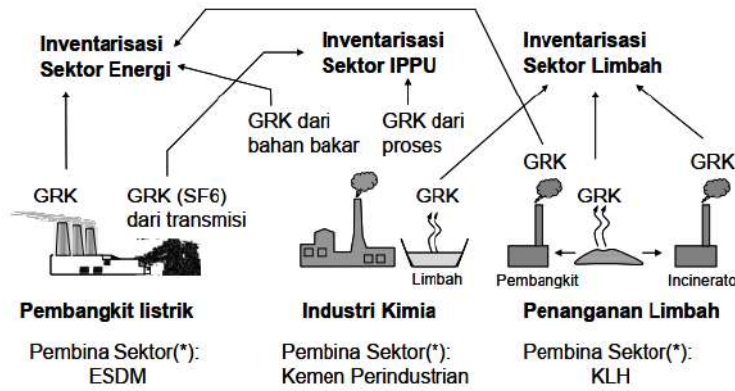 Inventarisasi
Sektor Energi
Inventarisasi
Sektor IPPU
Inventarisasi
Sektor Limbah
GRK dari
bahan bakar
GRK dari
proses
GRK
GRK (SF6)
dari transmisi
GRK
GRK
GRK
GRK
Limbah
Pembangkit
Incinerato
Pembangkit listrik
Industri Kimia
Penanganan Limbah
Pembina Sektor(*):
ESDM
Pembina Sektor(*):
Kemen Perindustrian
Pembina Sektor(*):
KLH